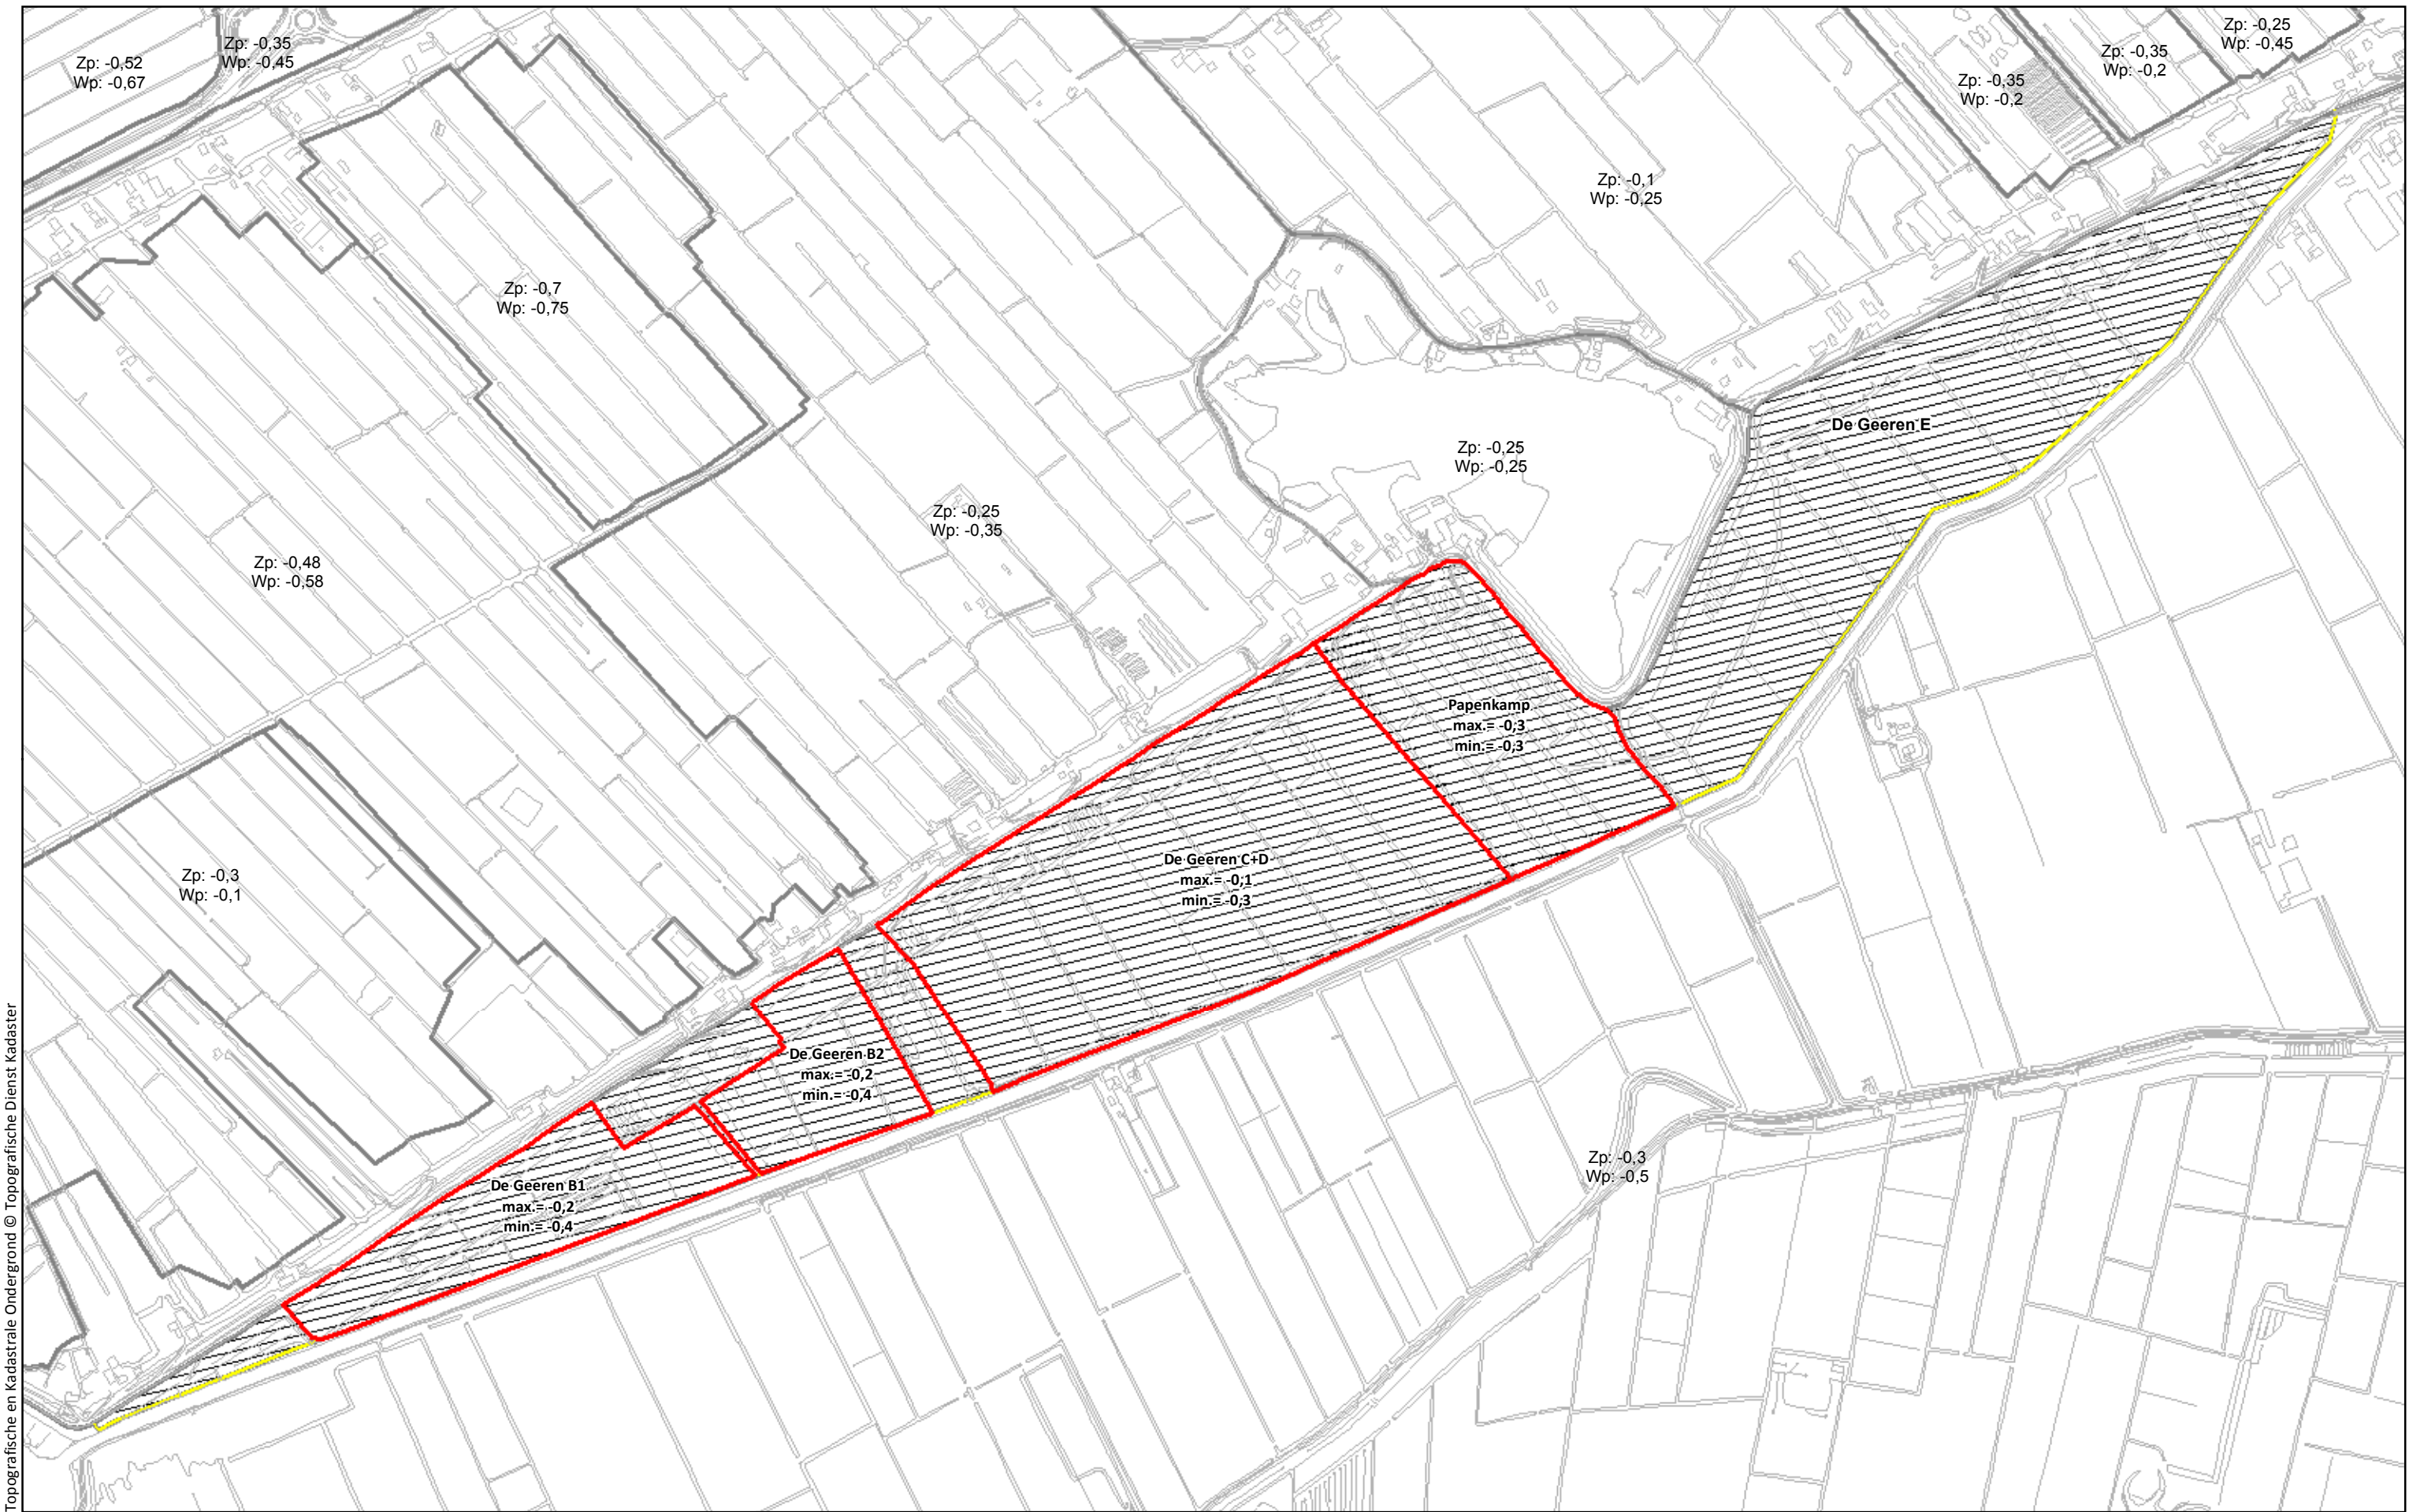 Zp: -0,52
Wp: -0,67
Zp: -0,35
Wp: -0,45
Zp: -0,35
Wp: -0,2
Zp: -0,35
Wp: -0,2
Zp: -0,25
Wp: -0,45
Zp: -0,1
Wp: -0,25
Zp: -0,7
Wp: -0,75
De Geeren E
Zp: -0,25
Wp: -0,25
Zp: -0,25
Wp: -0,35
Zp: -0,48
Wp: -0,58
Papenkamp
max.= -0,3
min.= -0,3
De Geeren C+D
max.= -0,1
min.= -0,3
Zp: -0,3
Wp: -0,1
De Geeren B2
max.= -0,2
min.= -0,4
Zp: -0,3
Wp: -0,5
De Geeren B1
max.= -0,2
min.= -0,4
Topografische en Kadastrale Ondergrond © Topografische Dienst Kadaster